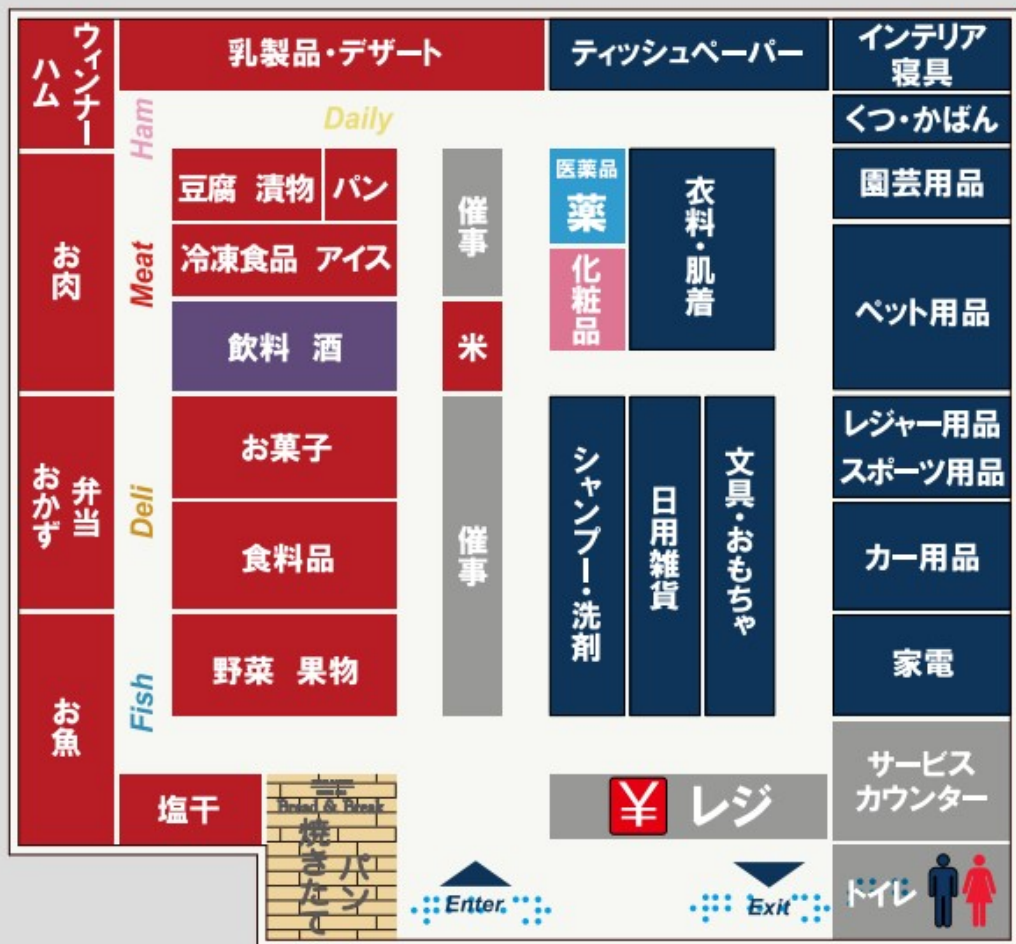 ウィンナー
ハム
乳製品・デザート
ティッシュペーパー
インテリア
寝具
くつ・かばん
Ham
Daily
お肉
Meat
豆腐 漬物
パン
冷凍食品 アイス
飲料 酒
催事
米
医薬品
薬
化粧品
衣料・肌着
園芸用品
ペット用品
弁当
おかず
Deli
お菓子
食料品
野菜 果物
催事
シャンプー・洗剤
日用雑貨
文具・おもちゃ
レジャー用品
スポーツ用品
カー用品
家電
お魚
Fish
塩干
Bread & Break
焼きたて
パン
¥ レジ
サービス
カウンター
Enter
Exit
トイレ